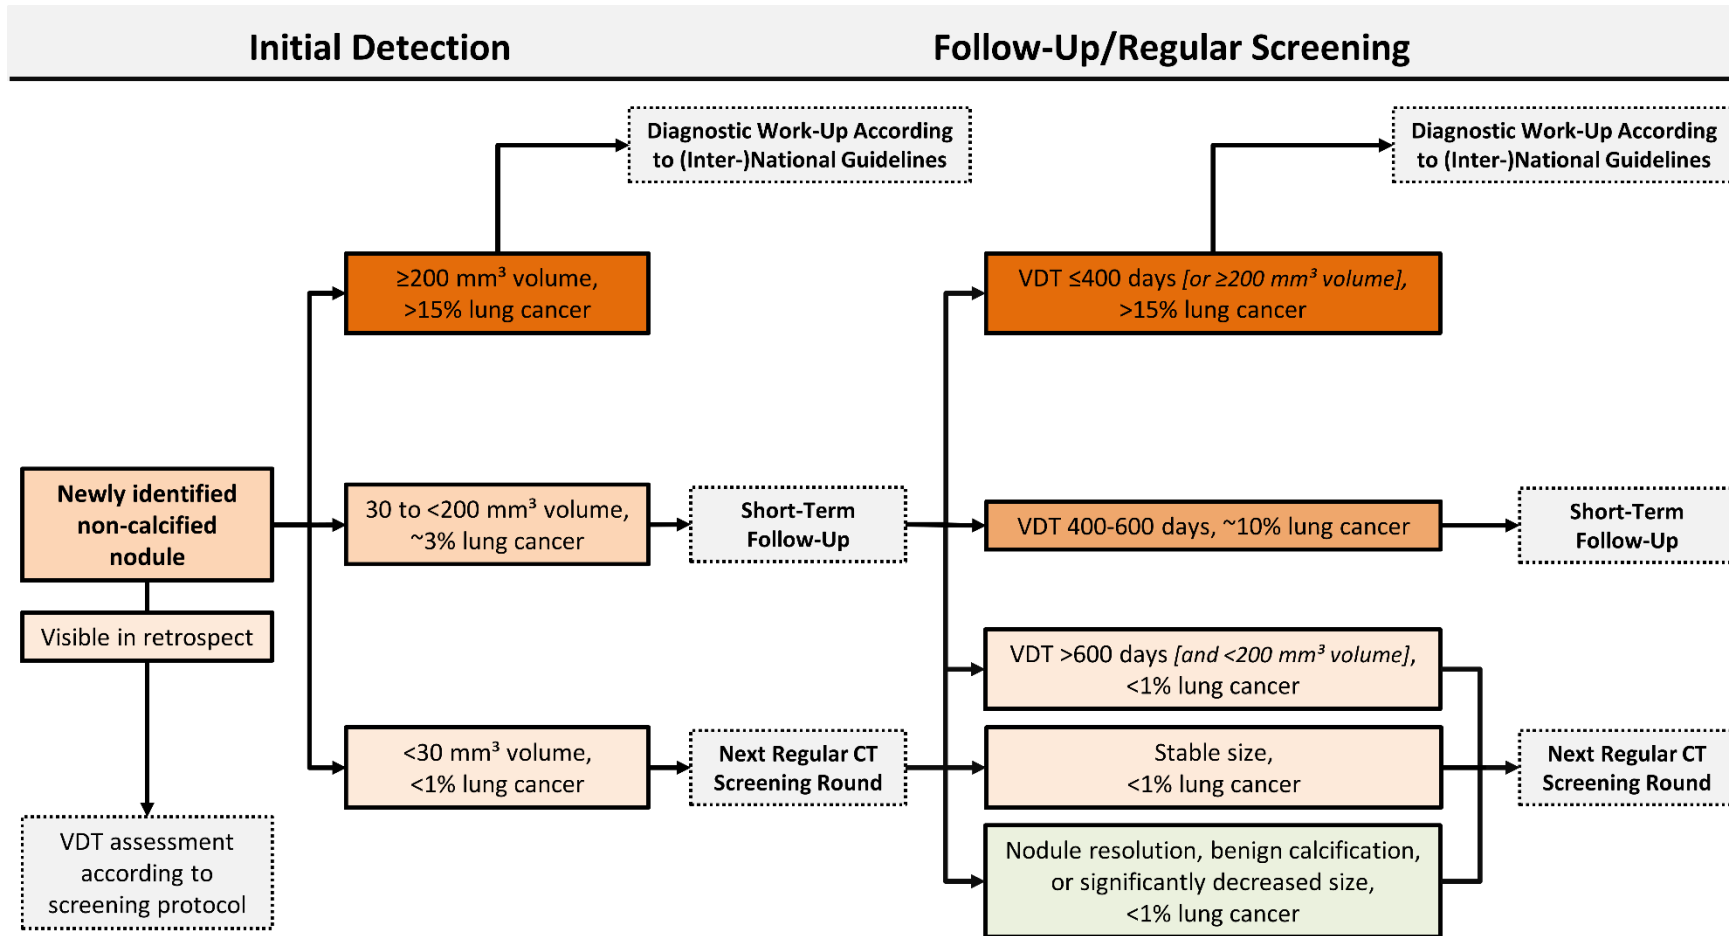 Initial Detection
Follow-Up/Regular Screening
Diagnostic Work-Up According
to (Inter-)National Guidelines
Diagnostic Work-Up According
to (Inter-)National Guidelines
≥200 mm³ volume,
>15% lung cancer
VDT ≤400 days [or ≥200 mm³ volume],
>15% lung cancer
Newly identified
non-calcified
nodule
30 to <200 mm³ volume,
~3% lung cancer
Short-Term
Follow-Up
VDT 400-600 days, ~10% lung cancer
Short-Term
Follow-Up
Visible in retrospect
VDT >600 days [and <200 mm³ volume],
<1% lung cancer
<30 mm³ volume,
<1% lung cancer
Next Regular CT
Screening Round
Stable size,
<1% lung cancer
Next Regular CT
Screening Round
VDT assessment
according to
screening protocol
Nodule resolution, benign calcification,
or significantly decreased size,
<1% lung cancer